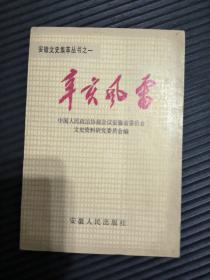 安徽文史集萃丛书之一
辛亥风雷
中国人民政治协商会议安徽省委员会
文史资料研究委员会编
安徽人民出版社